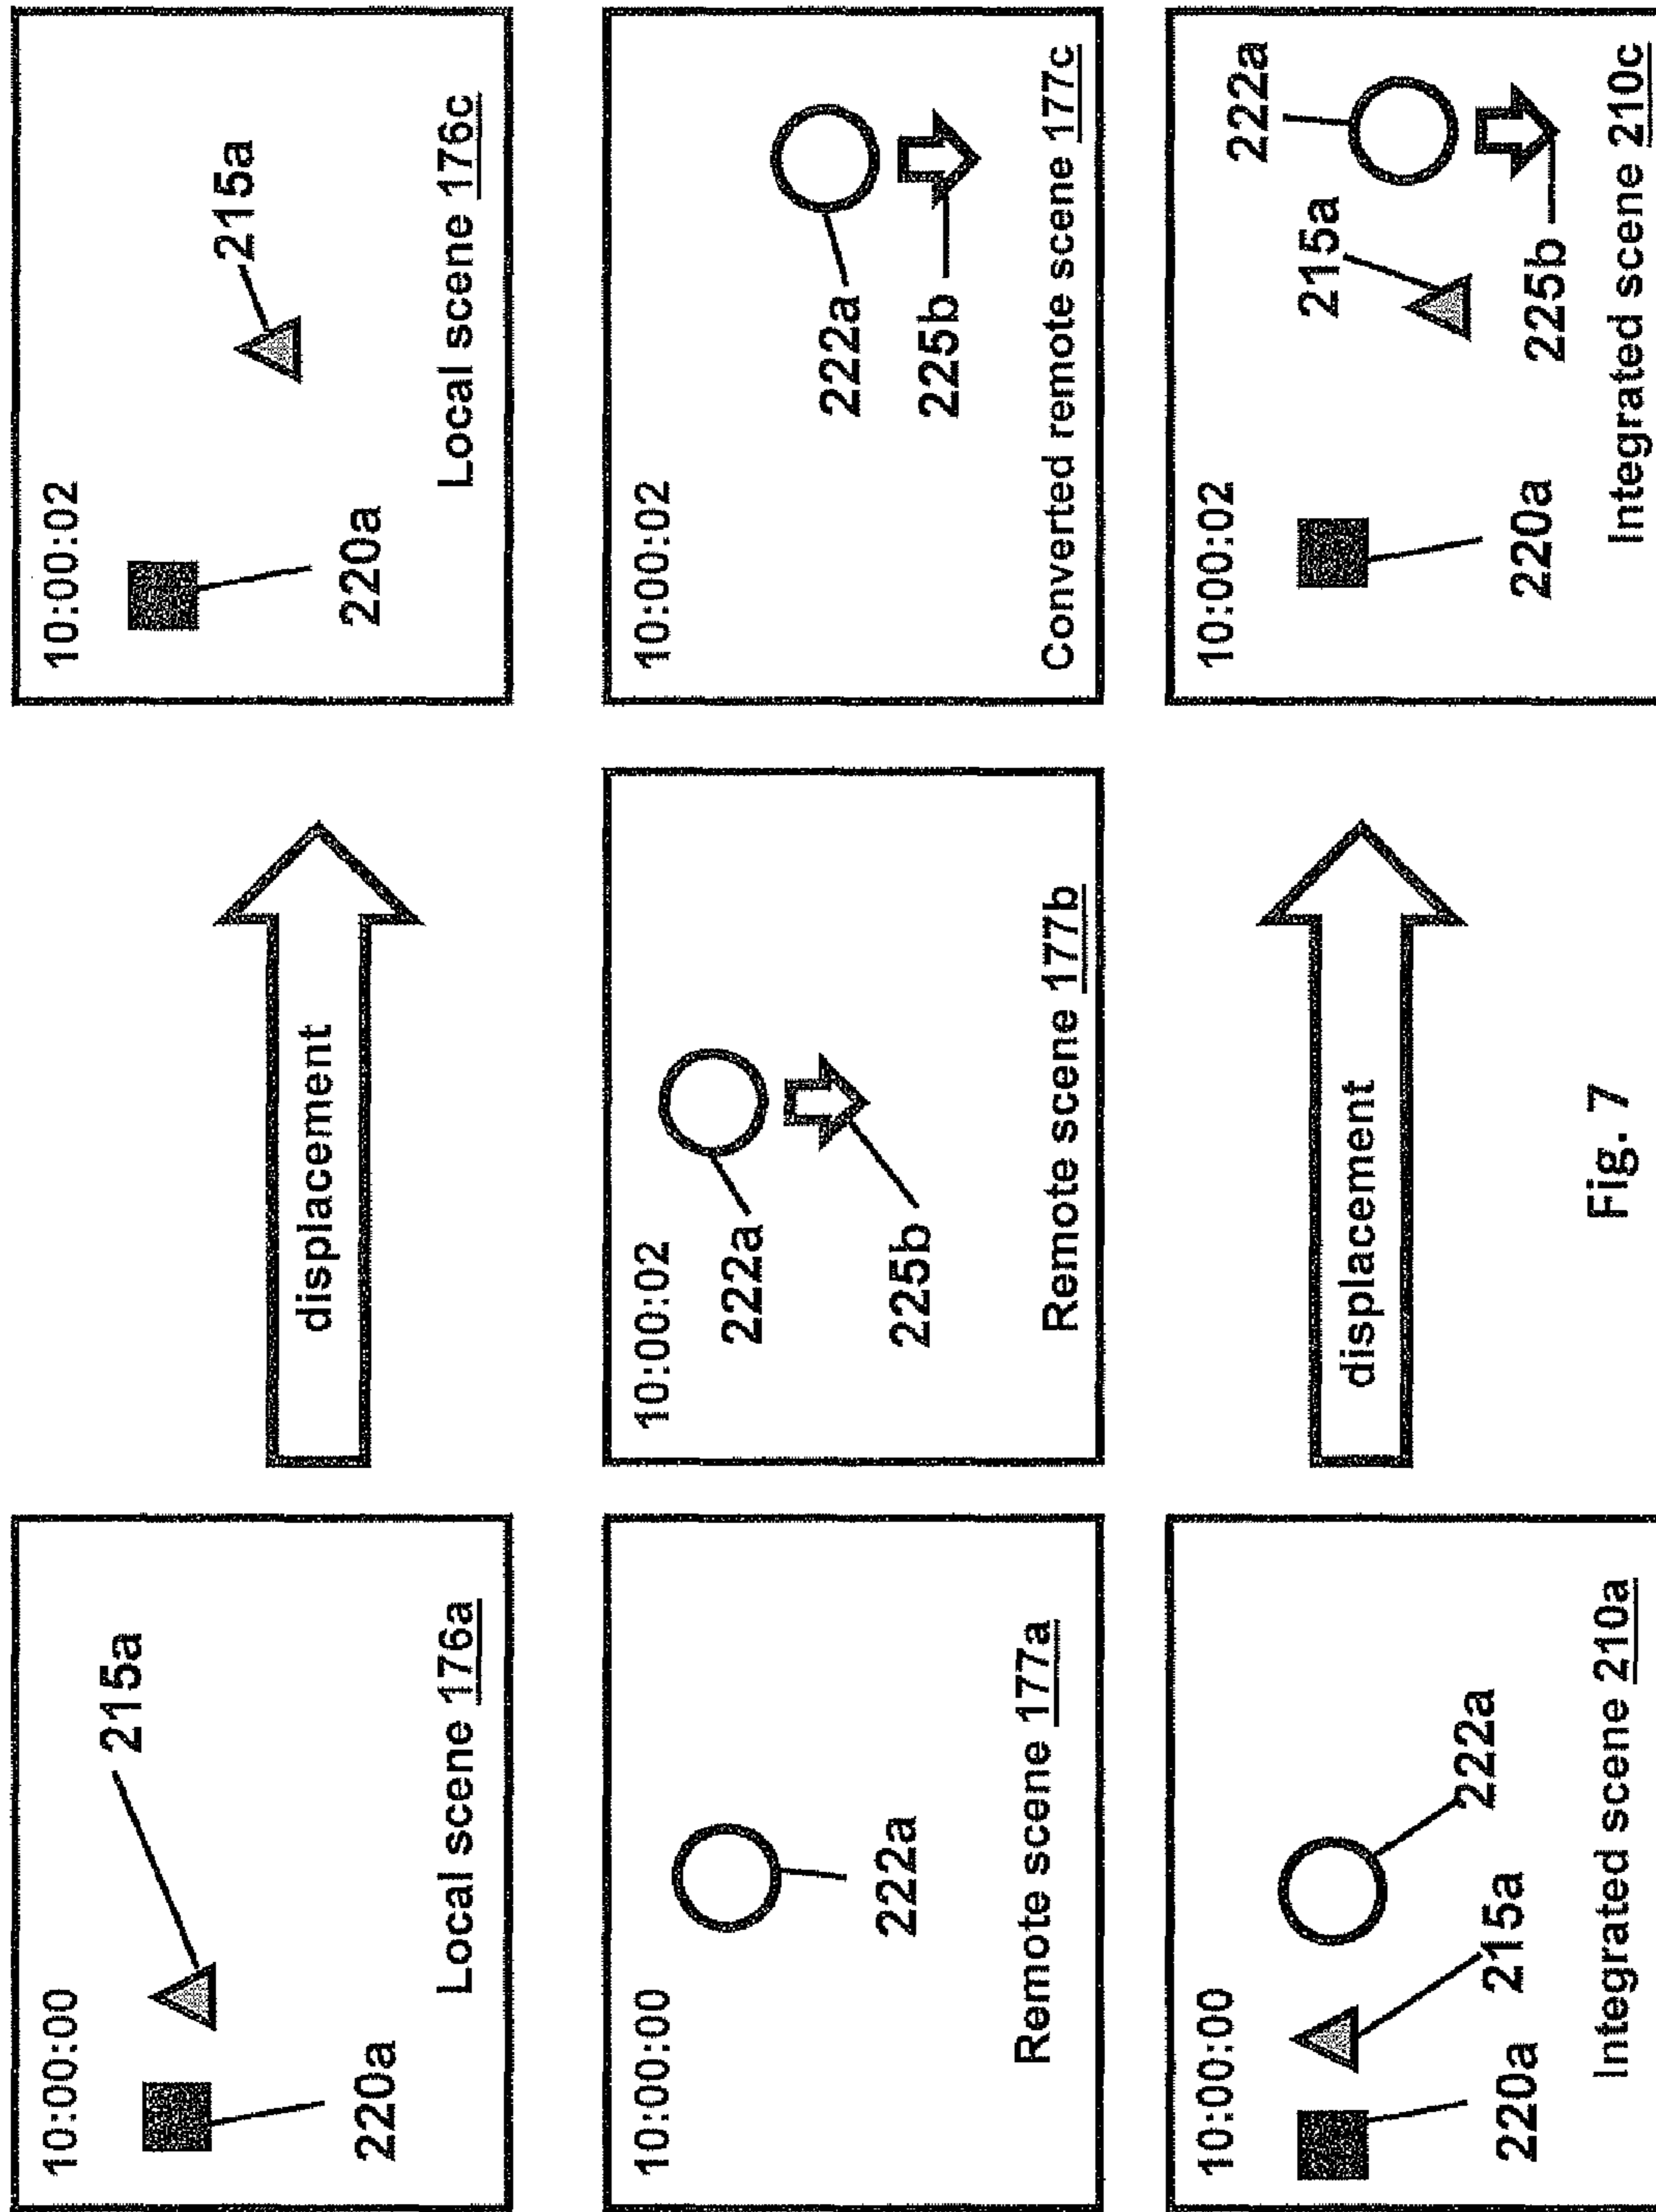 10:00:00
215a
220a
Local scene 176a
displacement
10:00:02
215a
220a
Local scene 176c
10:00:00
222a
Remote scene 177a
10:00:02
222a
225b
Remote scene 177b
10:00:02
222a
225b
Converted remote scene 177c
10:00:00
222a
215a
220a
Integrated scene 210a
displacement
10:00:02
222a
215a
220a
225b
Integrated scene 210c
Fig. 7